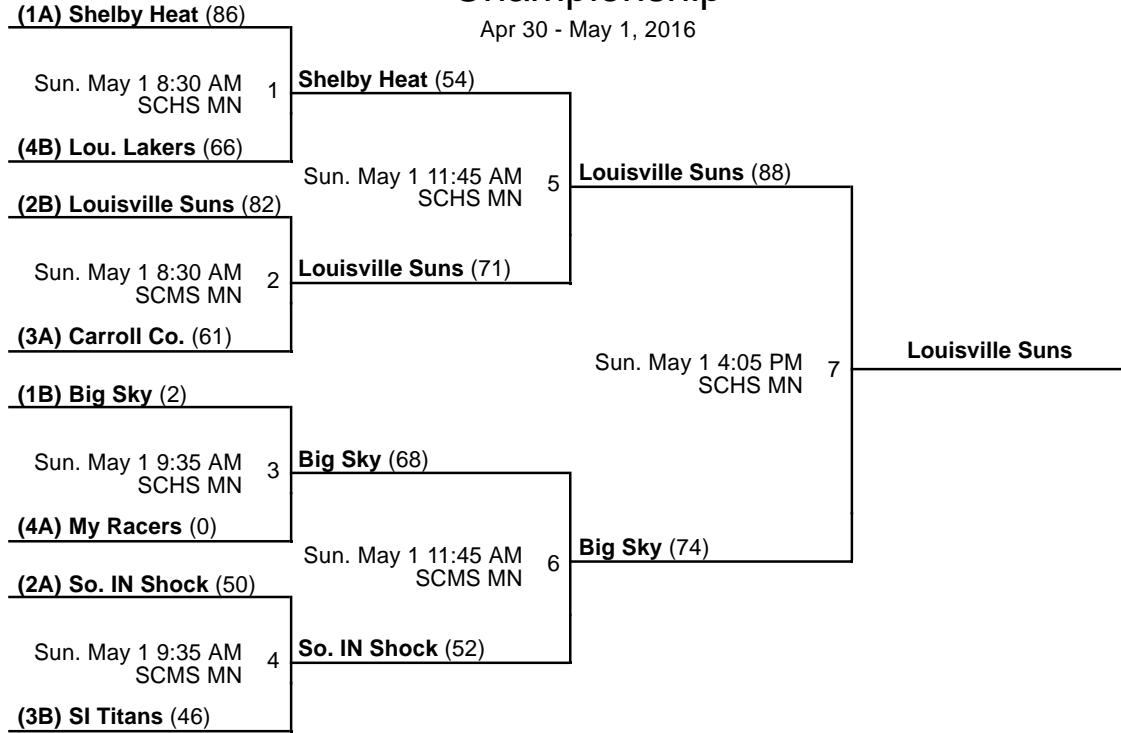 Championship
Apr 30 - May 1, 2016
(1A) Shelby Heat (86)
Sun. May 1 8:30 AM
SCHS MN
1
(4B) Lou. Lakers (66)
Shelby Heat (54)
Sun. May 1 11:45 AM
SCHS MN
5
(2B) Louisville Suns (82)
Sun. May 1 8:30 AM
SCMS MN
2
(3A) Carroll Co. (61)
Louisville Suns (71)
Louisville Suns (88)
Sun. May 1 4:05 PM
SCHS MN
7
Louisville Suns
(1B) Big Sky (2)
Sun. May 1 9:35 AM
SCHS MN
3
(4A) My Racers (0)
Big Sky (68)
Sun. May 1 11:45 AM
SCMS MN
6
Big Sky (74)
(2A) So. IN Shock (50)
Sun. May 1 9:35 AM
SCMS MN
4
(3B) SI Titans (46)
So. IN Shock (52)